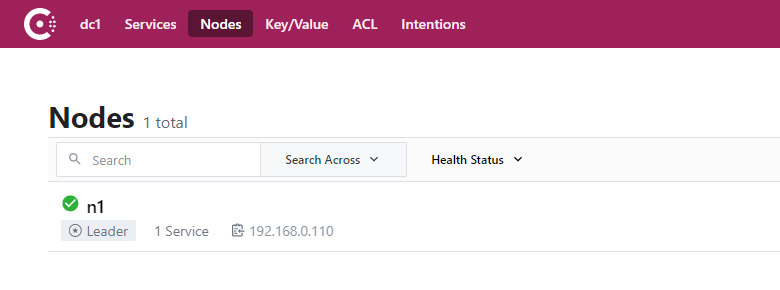 dc1 Services Nodes Key/Value ACL Intentions
Nodes 1 total
Search Search Across Health Status
n1
Leader 1 Service 192.168.0.110